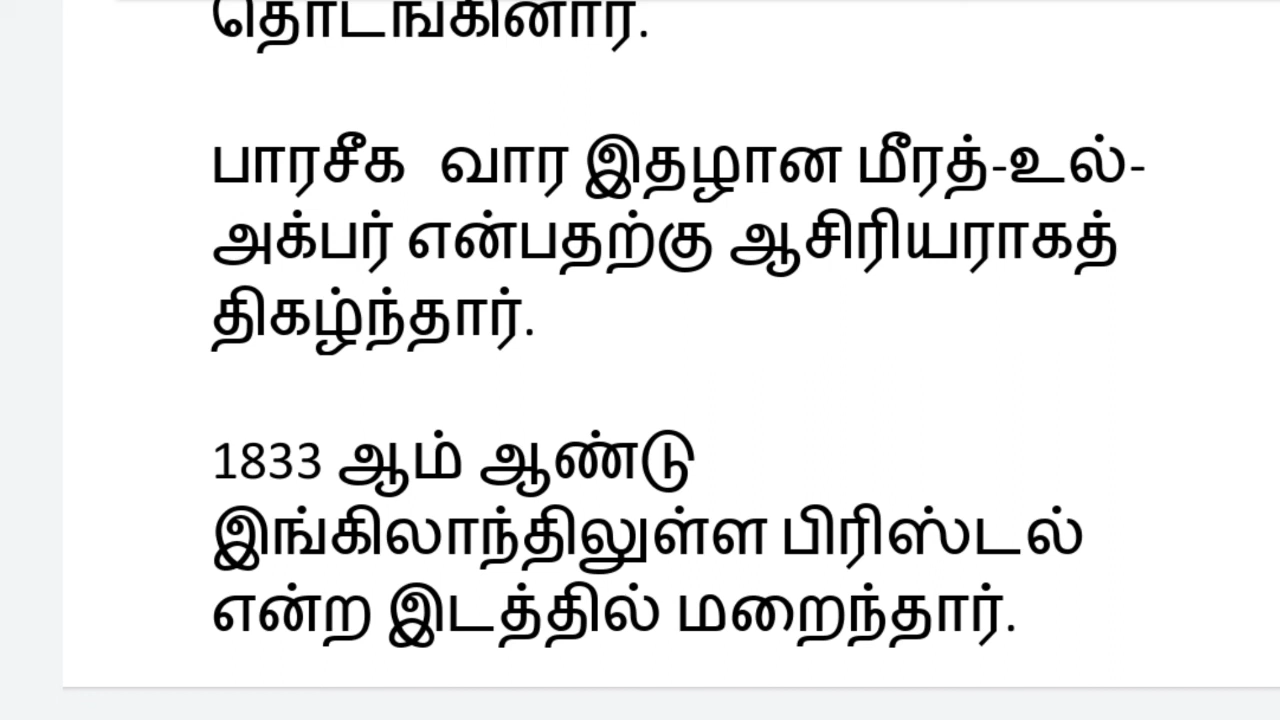 தொடங்கினார்.
பாரசீக வார இதழான மீரத்-உல்-
அக்பர் என்பதற்கு ஆசிரியராகத்
திகழ்ந்தார்.
1833 ஆம் ஆண்டு
இங்கிலாந்திலுள்ள பிரிஸ்டல்
என்ற இடத்தில் மறைந்தார்.